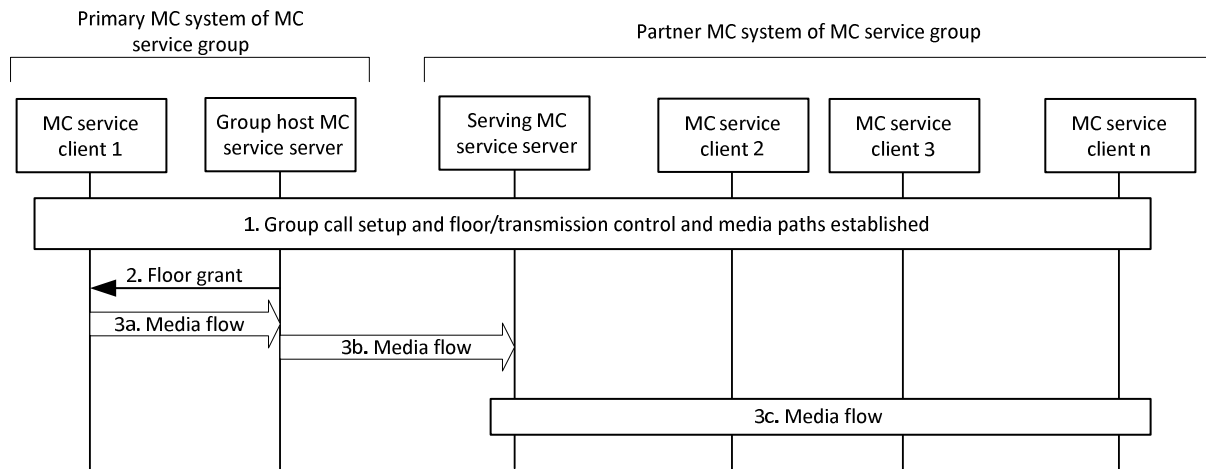 Primary MC system of MC
service group
Partner MC system of MC service group
MC service
client 1
Group host MC
service server
Serving MC
service server
MC service
client 2
MC service
client 3
MC service
client n
1. Group call setup and floor/transmission control and media paths established
2. Floor grant
3a. Media flow
3b. Media flow
3c. Media flow